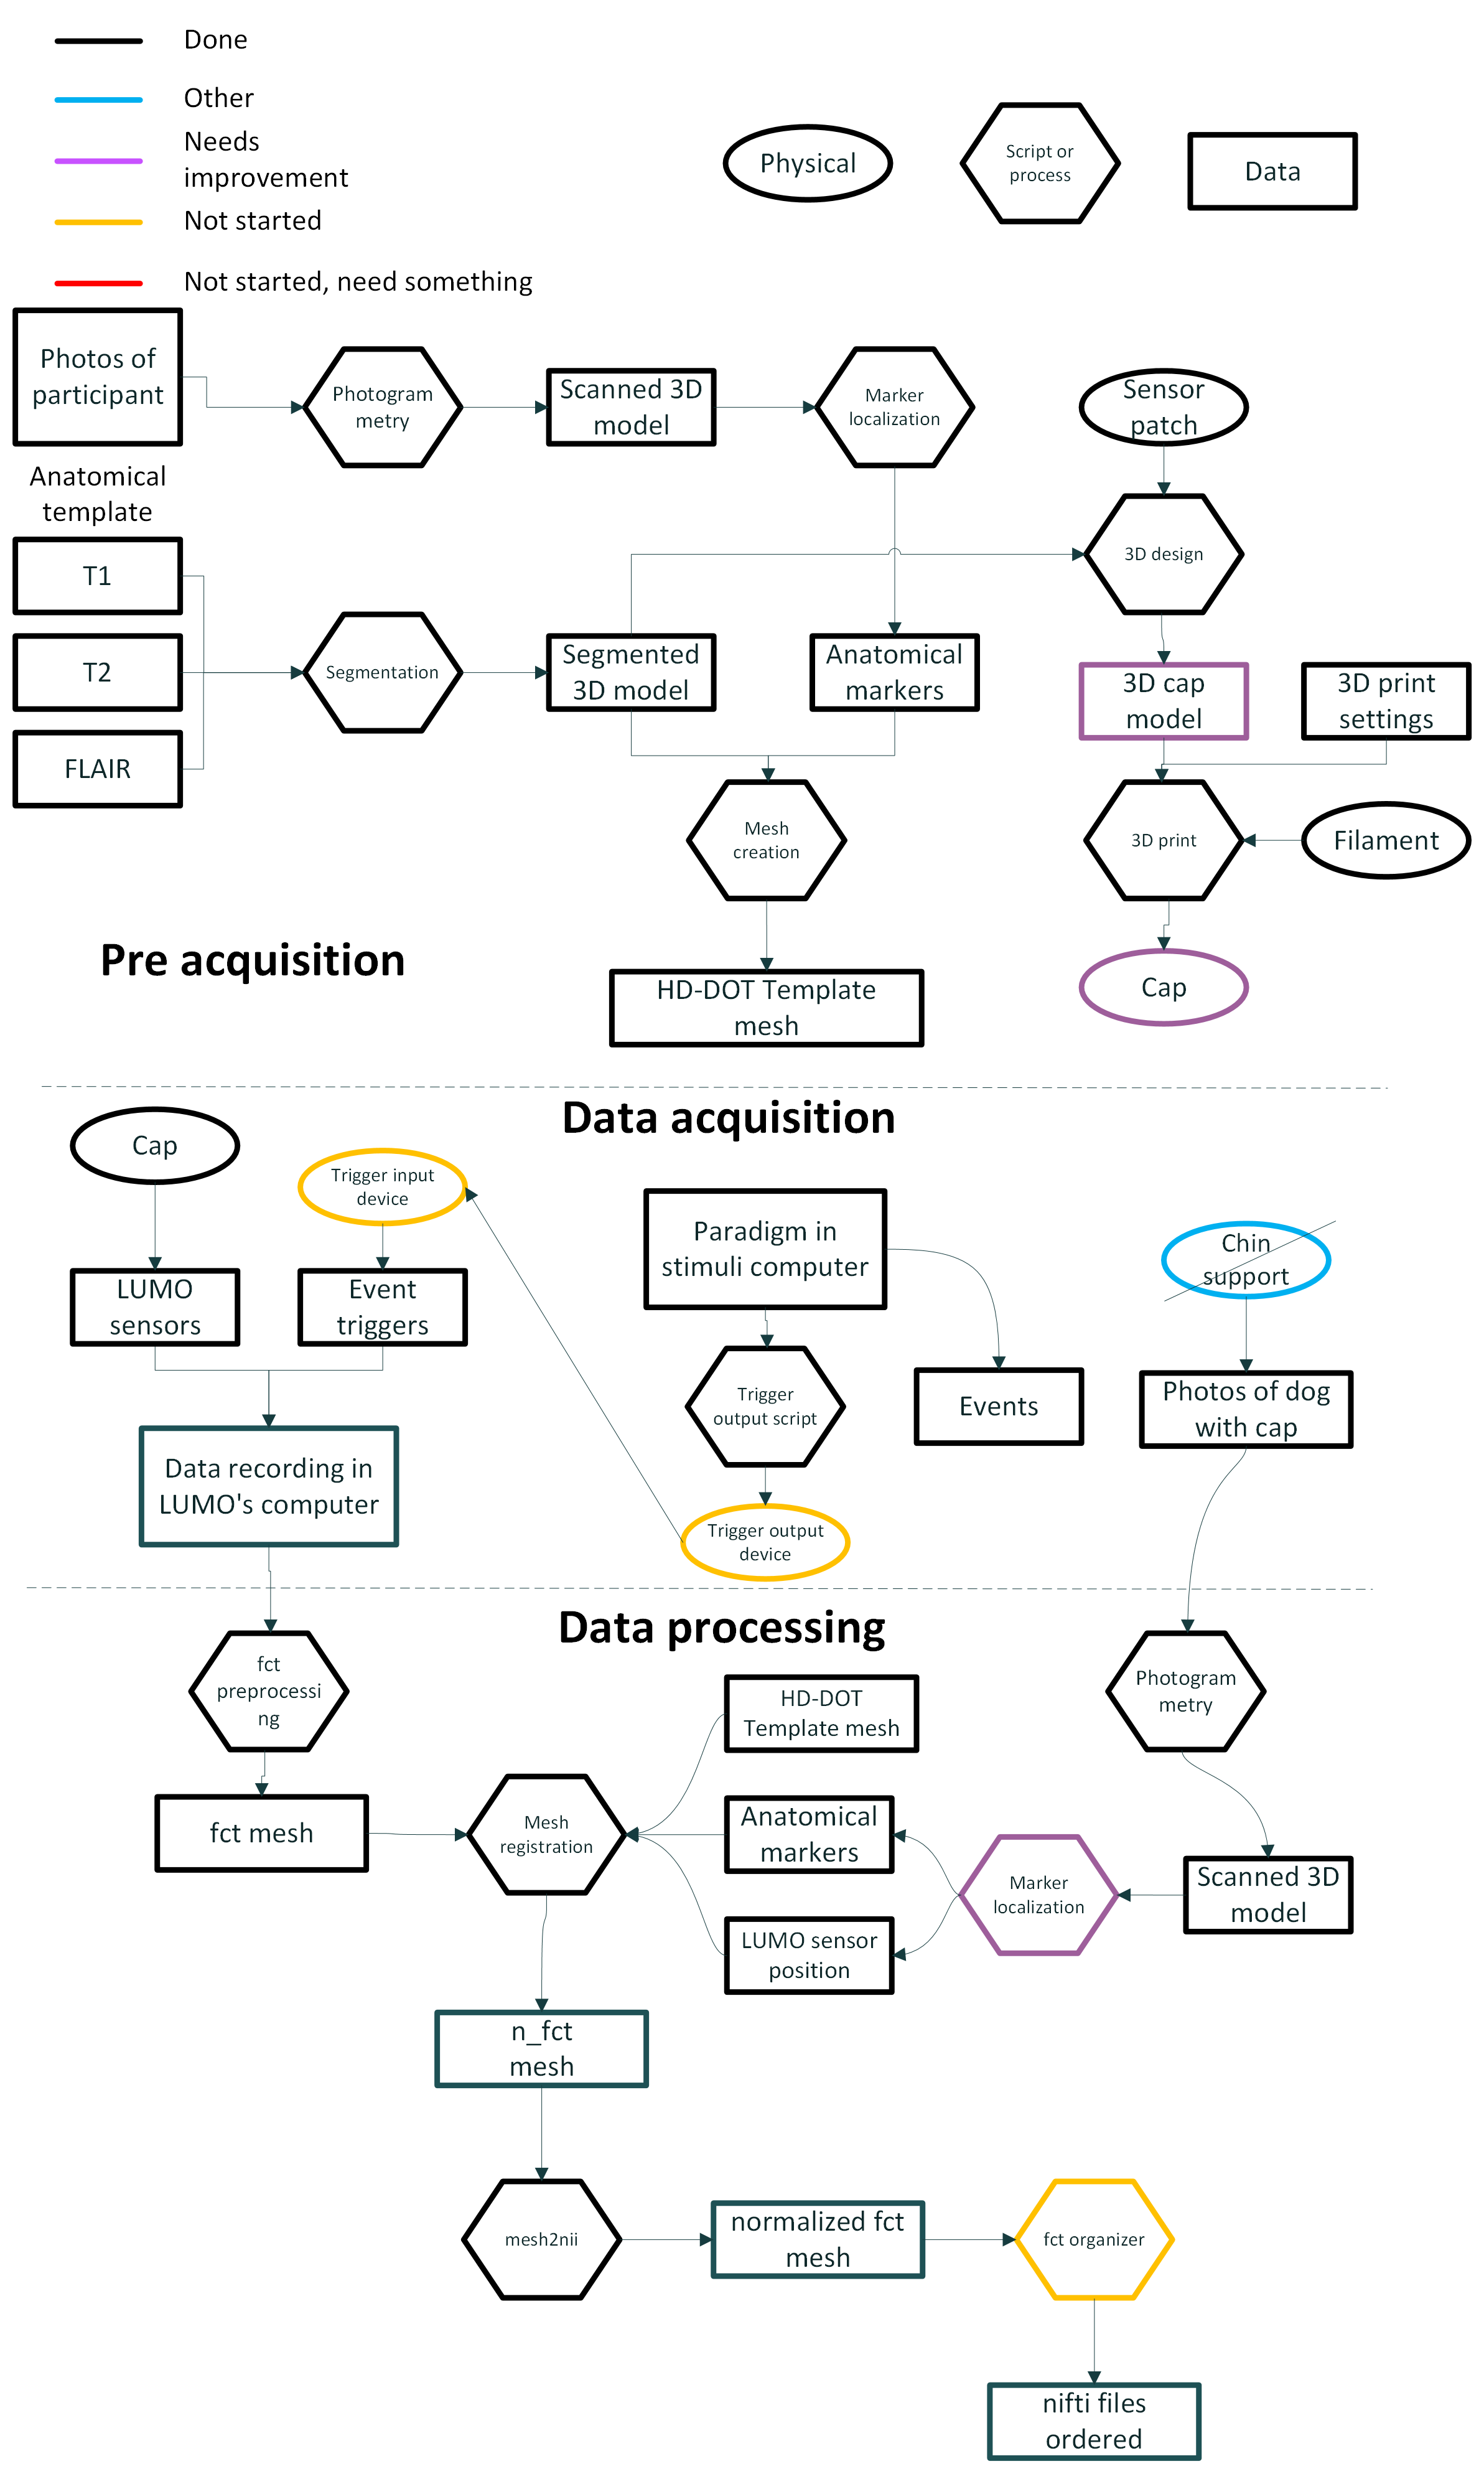 Done
Other
Needs
improvement
Not started
Not started, need something
Physical
Script or
process
Data
Photos of
participant
Photogram
metry
Scanned 3D
model
Marker
localization
Sensor
patch
Anatomical
template
T1
T2
FLAIR
Segmentation
Segmented
3D model
Anatomical
markers
3D design
3D cap
model
3D print
settings
Mesh
creation
3D print
Filament
Pre acquisition
HD-DOT Template
mesh
Cap
Data acquisition
Cap
Trigger input
device
LUMO
sensors
Event
triggers
Paradigm in
stimuli computer
Chin
support
Trigger
output script
Events
Photos of dog
with cap
Data recording in
LUMO's computer
Trigger output
device
Data processing
fct
preprocessi
ng
HD-DOT
Template mesh
Photogram
metry
fct mesh
Mesh
registration
Anatomical
markers
Marker
localization
Scanned 3D
model
LUMO sensor
position
n_fct
mesh
mesh2nii
normalized fct
mesh
fct organizer
nifti files
ordered